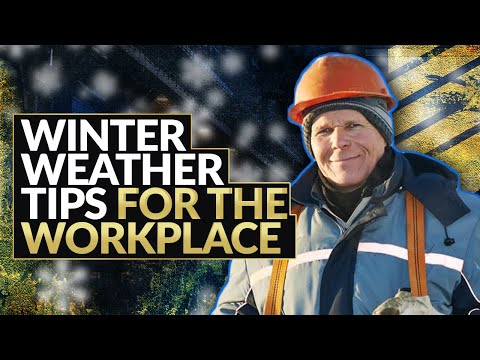 WINTER
WEATHER
TIPS FOR THE
WORKPLACE